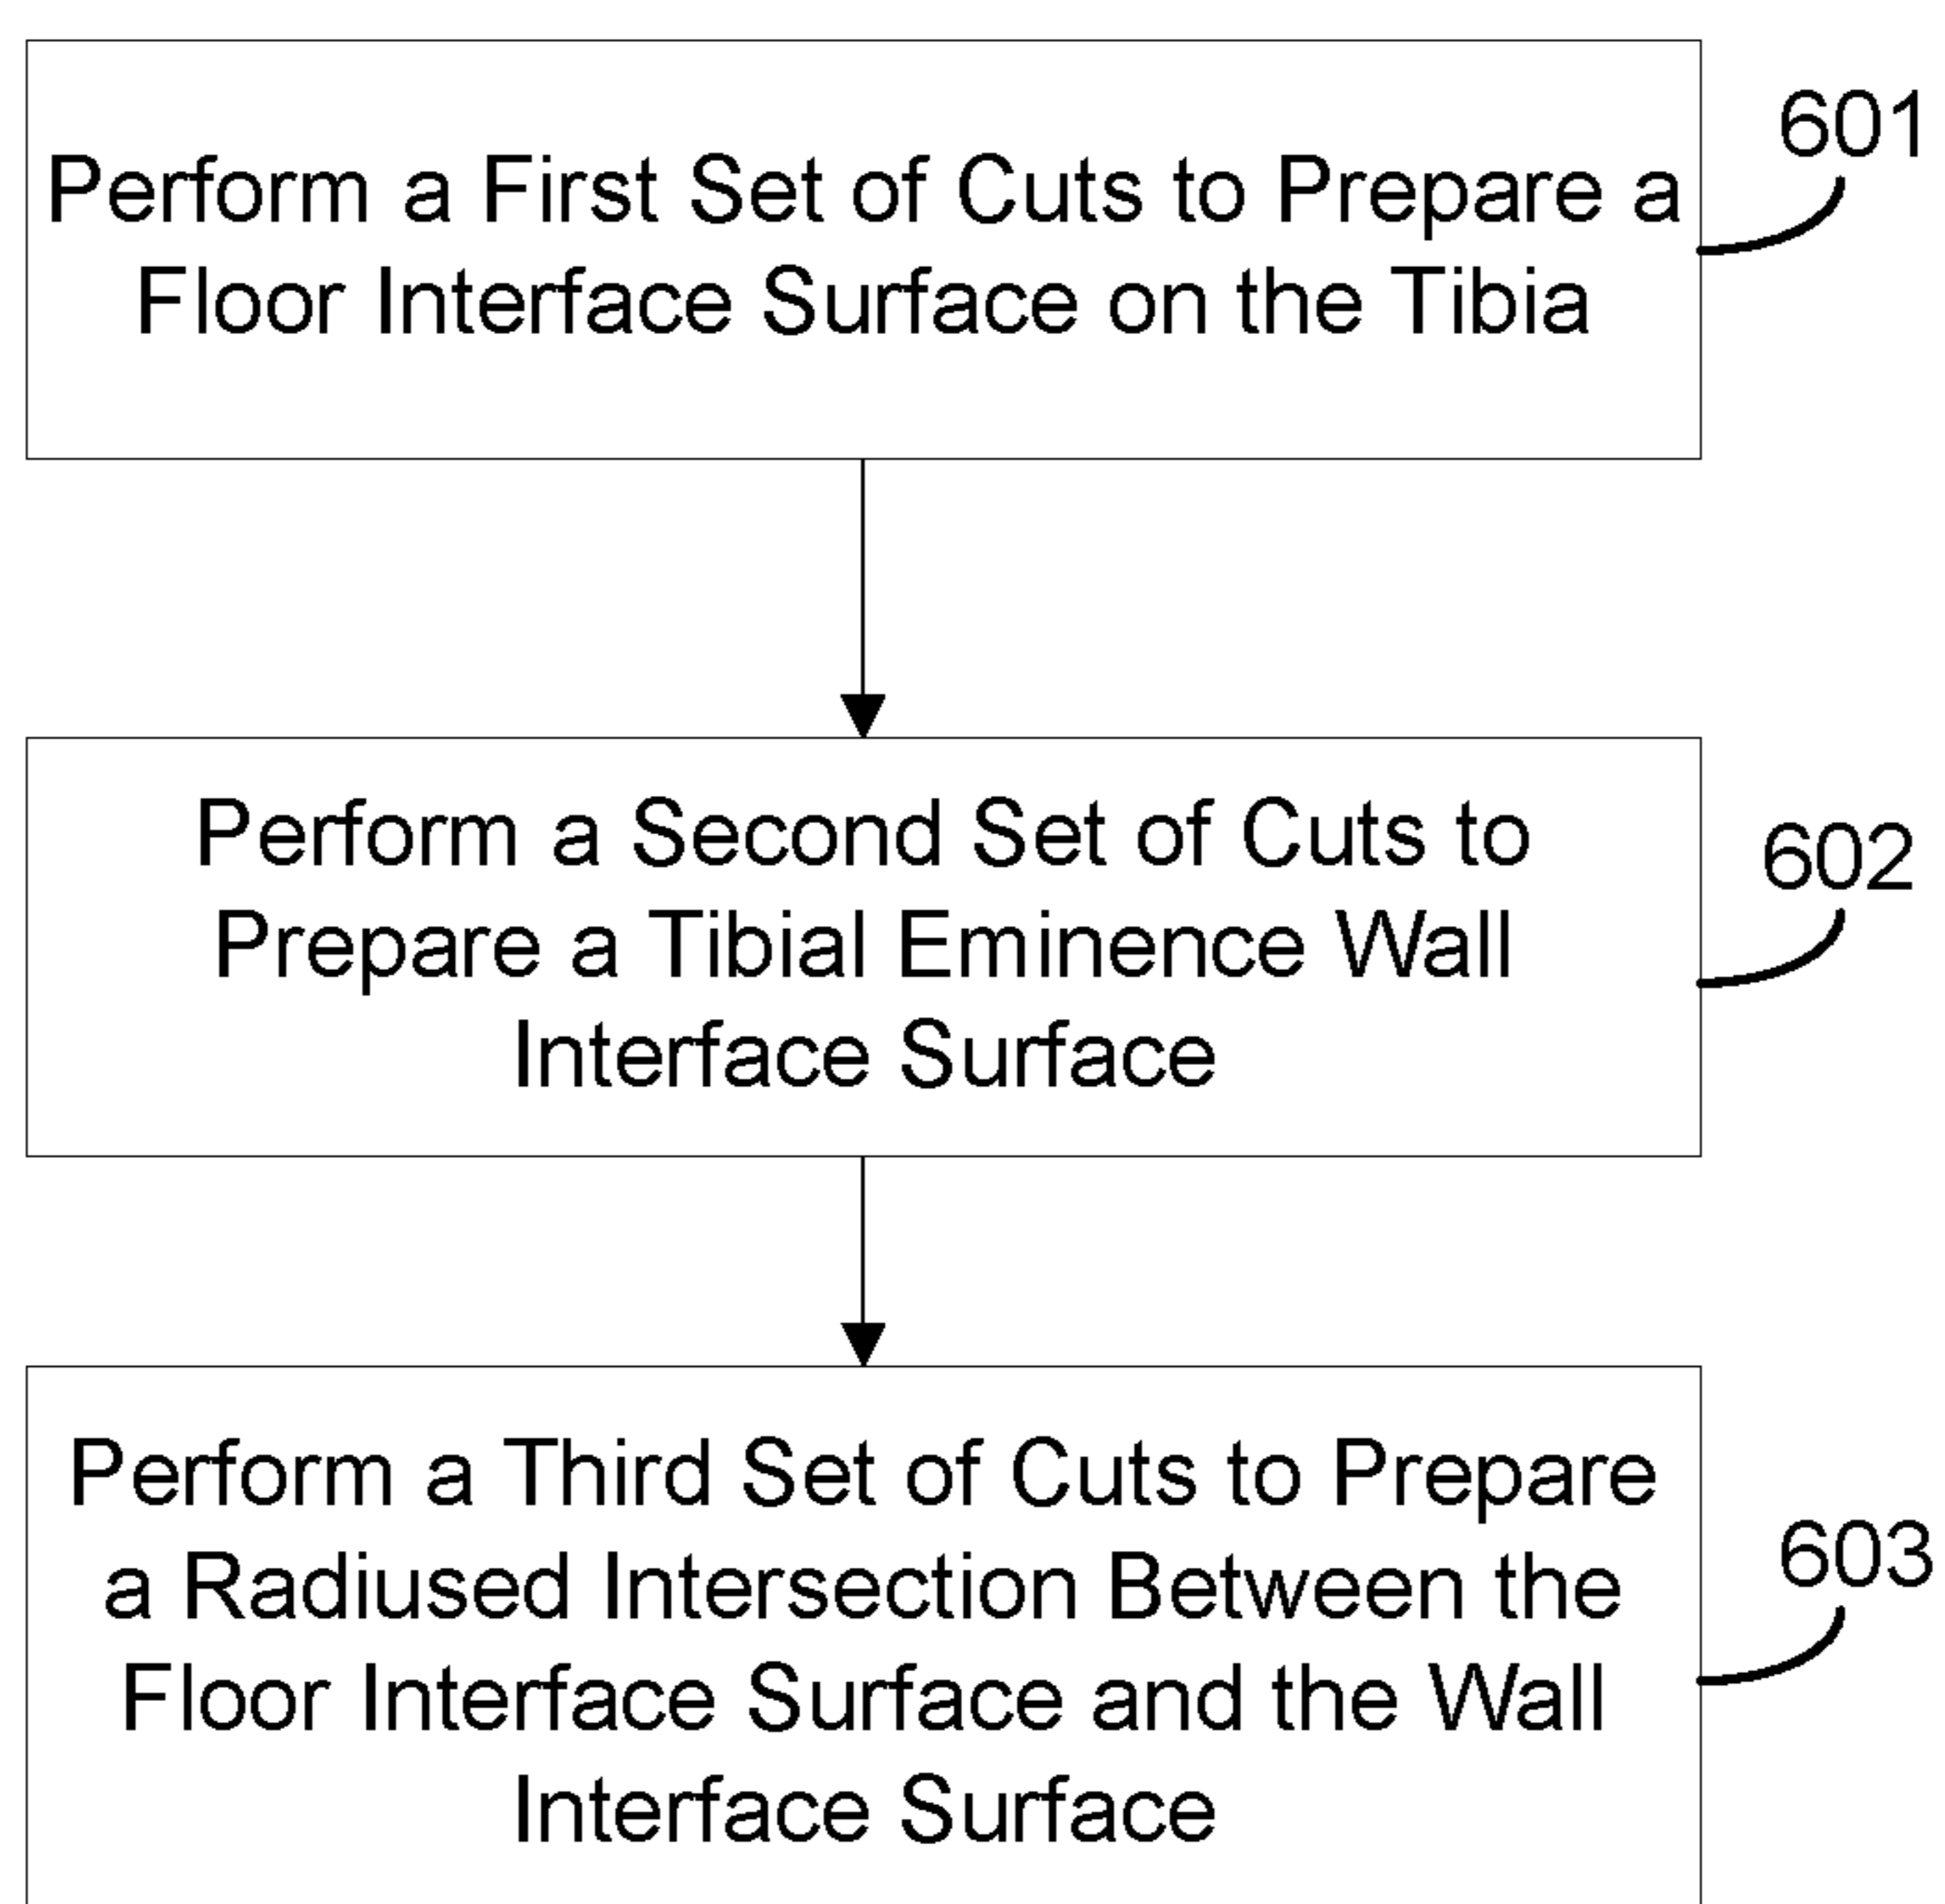 Perform a First Set of Cuts to Prepare a
Floor Interface Surface on the Tibia
601
Perform a Second Set of Cuts to
Prepare a Tibial Eminence Wall
Interface Surface
602
Perform a Third Set of Cuts to Prepare
a Radiused Intersection Between the
Floor Interface Surface and the Wall
Interface Surface
603